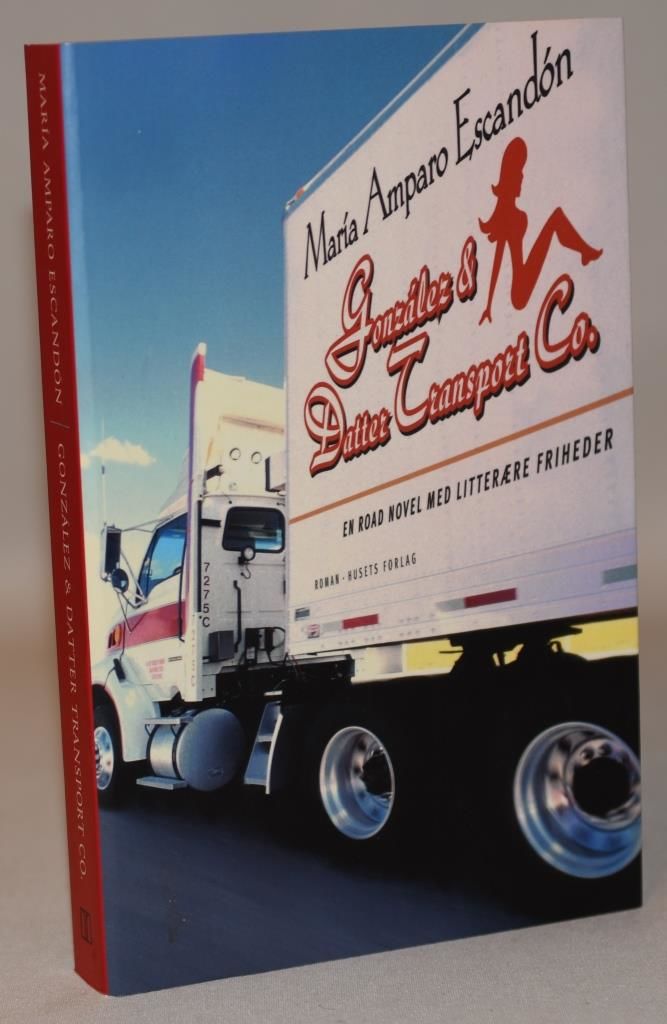 MARÍA AMPARO ESCANDÓN | GONZÁLEZ & DATTER TRANSPORT CO.
María Amparo Escandón
González &
Datter Transport Co.
EN ROAD NOVEL MED LITTERÆRE FRIHEDER
ROMAN · HUSETS FORLAG
7275C